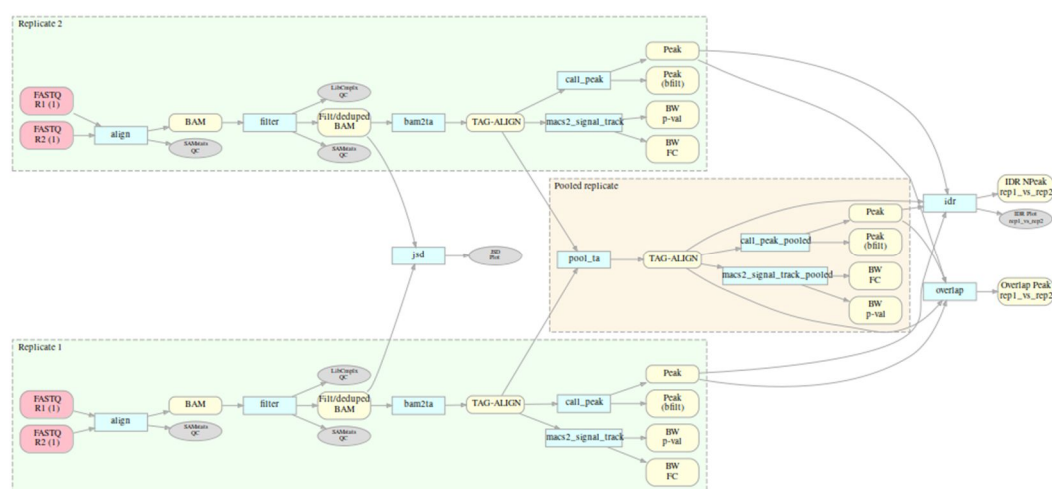 Replicate 2
FASTQ
R1 (1)
FASTQ
R2 (1)
align
BAM
SAMstats
QC
filter
LibCmplx
QC
Filt/deduped
BAM
SAMstats
QC
bam2ta
TAG-ALIGN
call_peak
macs2_signal_track
Peak
Peak
(bfilt)
BW
p-val
BW
FC
jsd
JSD
Plot
Pooled replicate
pool_ta
TAG-ALIGN
call_peak_pooled
macs2_signal_track_pooled
Peak
Peak
(bfilt)
BW
FC
BW
p-val
idr
IDR NPeak
rep1_vs_rep2
IDR Plot
rep1_vs_rep2
overlap
Overlap Peak
rep1_vs_rep2
Replicate 1
FASTQ
R1 (1)
FASTQ
R2 (1)
align
BAM
SAMstats
QC
filter
LibCmplx
QC
Filt/deduped
BAM
SAMstats
QC
bam2ta
TAG-ALIGN
call_peak
macs2_signal_track
Peak
Peak
(bfilt)
BW
p-val
BW
FC